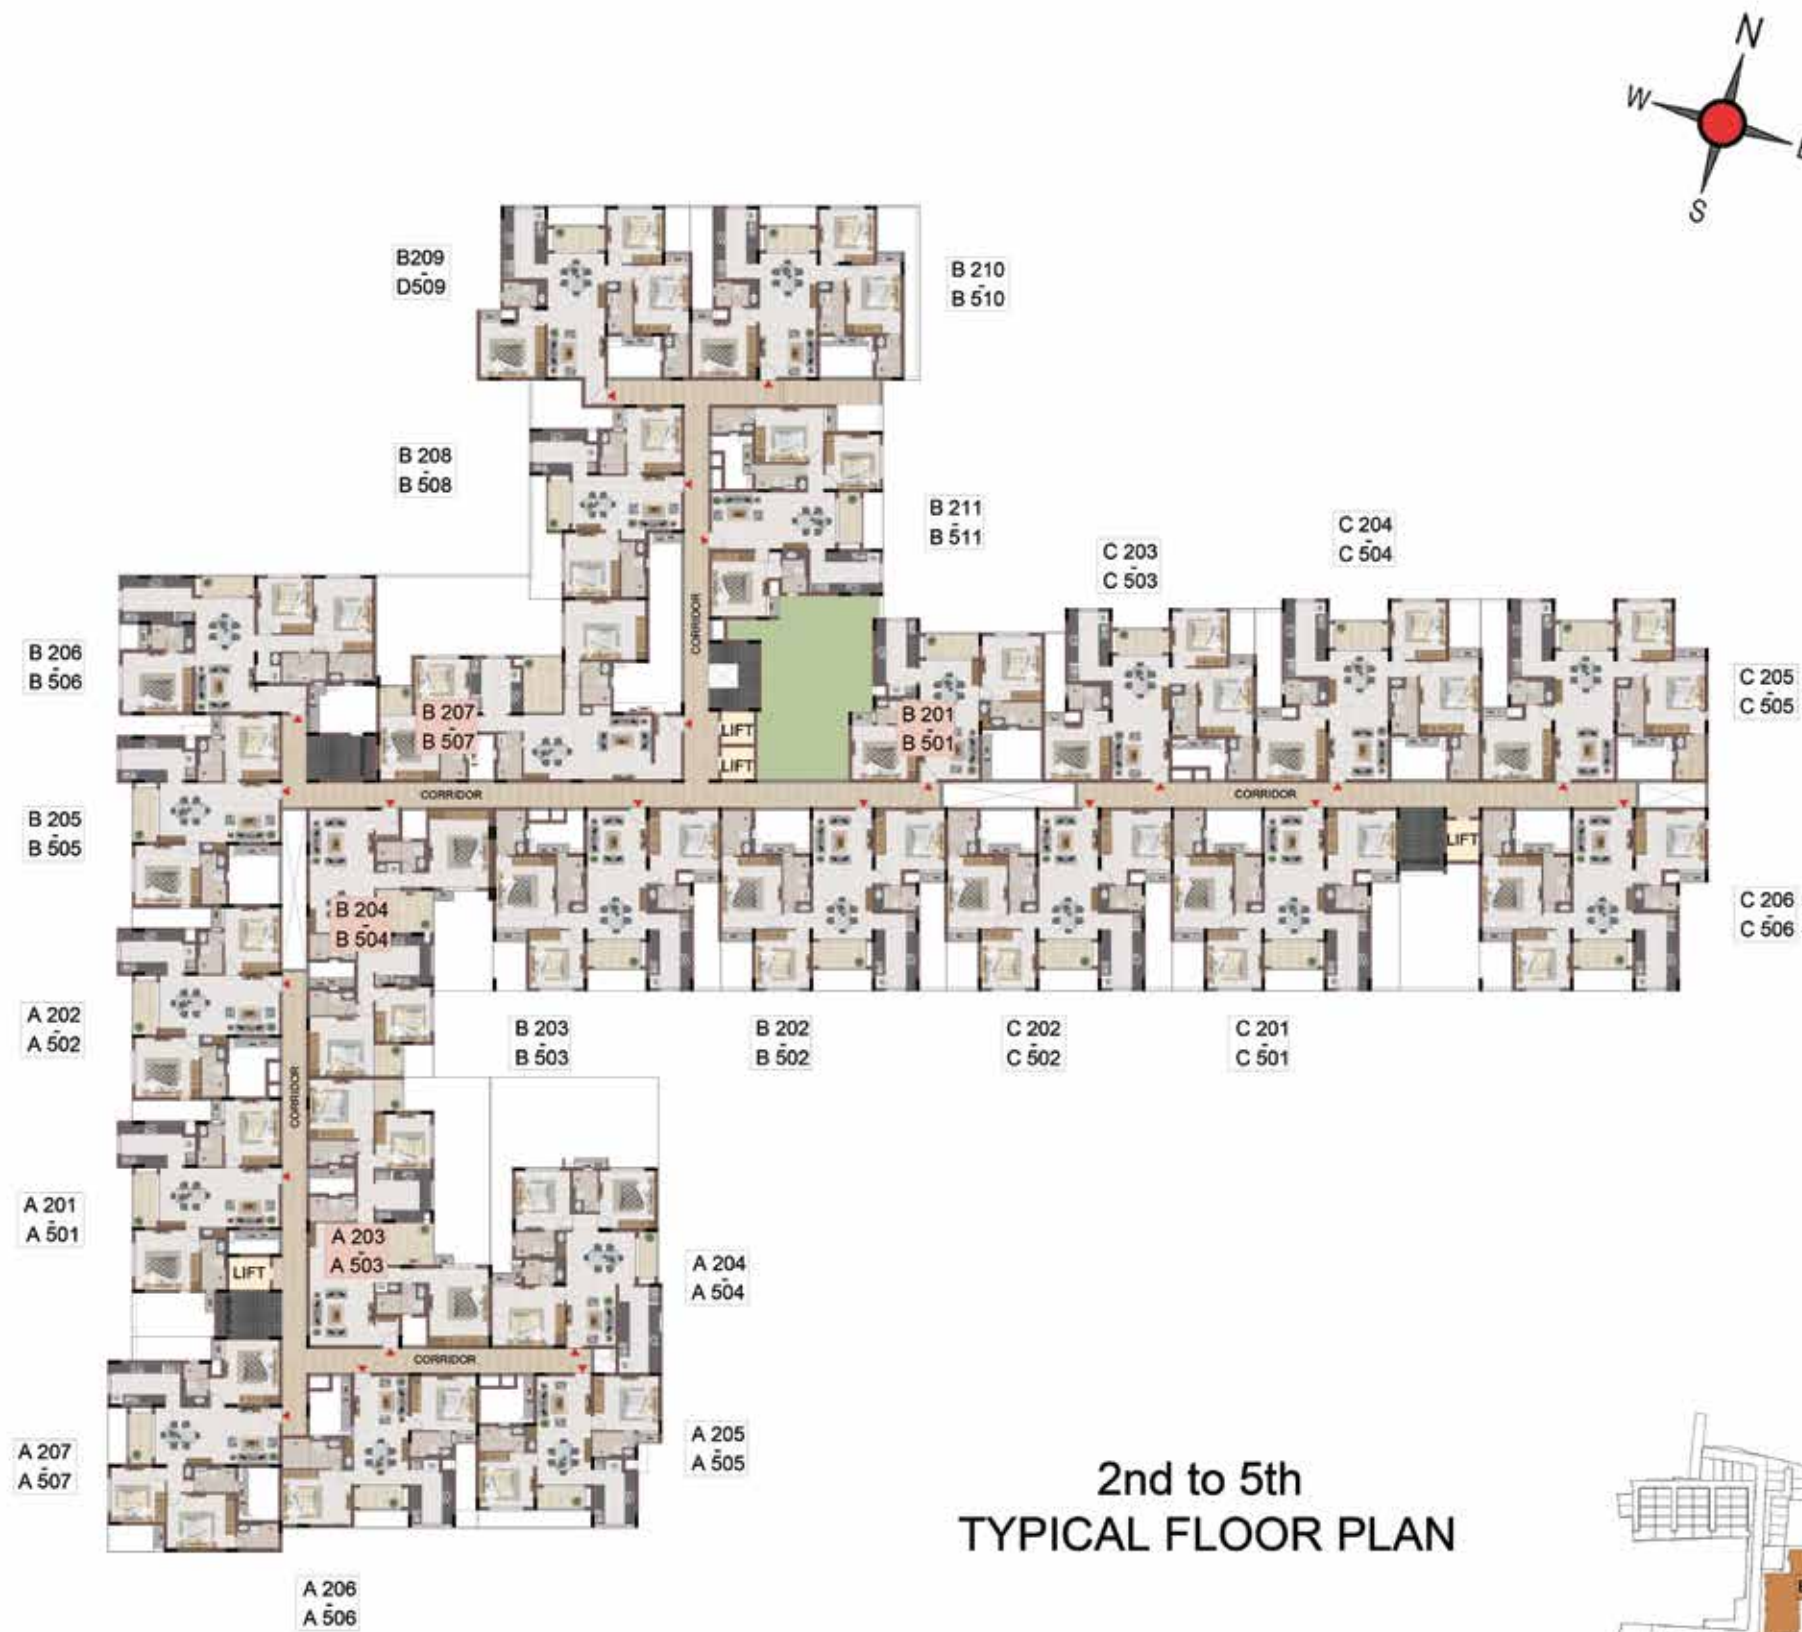 N
W
S
B209
-
D509
B 210
-
B 510
B 208
-
B 508
B 211
-
B 511
C 204
-
C 504
C 203
-
C 503
CORRIDOR
B 206
-
B 506
C 205
-
C 505
B 207
-
B 507
B 201
-
B 501
LIFT
LIFT
CORRIDOR
CORRIDOR
B 205
-
B 505
LIFT
B 204
-
B 504
C 206
-
C 506
A 202
-
A 502
B 203
-
B 503
B 202
-
B 502
C 202
-
C 502
C 201
-
C 501
CORRIDOR
A 201
-
A 501
A 203
-
A 503
LIFT
A 204
-
A 504
CORRIDOR
A 207
-
A 507
A 205
-
A 505
2nd to 5th
TYPICAL FLOOR PLAN
A 206
-
A 506